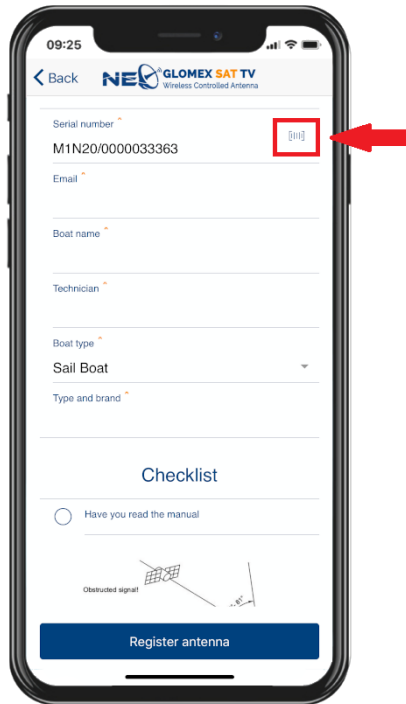 09:25
Back
NEO GLOMEX SAT TV
Wireless Controlled Antenna
Serial number *
M1N20/0000033363
Email *
Boat name *
Technician *
Boat type *
Sail Boat
Type and brand *
Checklist
Have you read the manual
Obstructed signal!
Register antenna